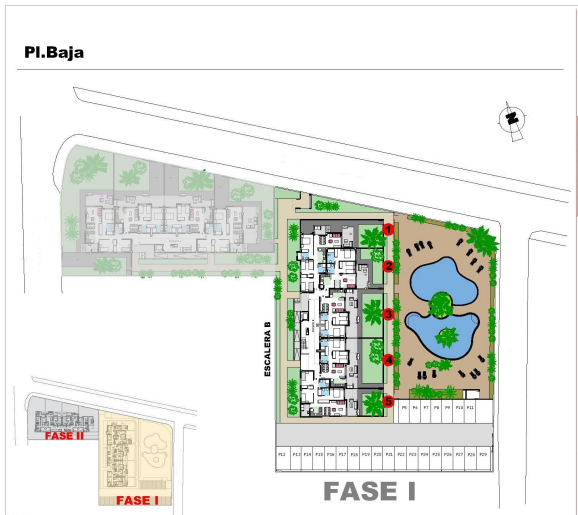 Pl.Baja
N
1
2
3
4
5
ESCALERA B
P5 P6 P7 P8 P9 P10 P11
P12 P13 P14 P15 P16 P17 P18 P19 P20 P21 P22 P23 P24 P25 P26 P27 P28 P29
FASE II
FASE I
FASE I